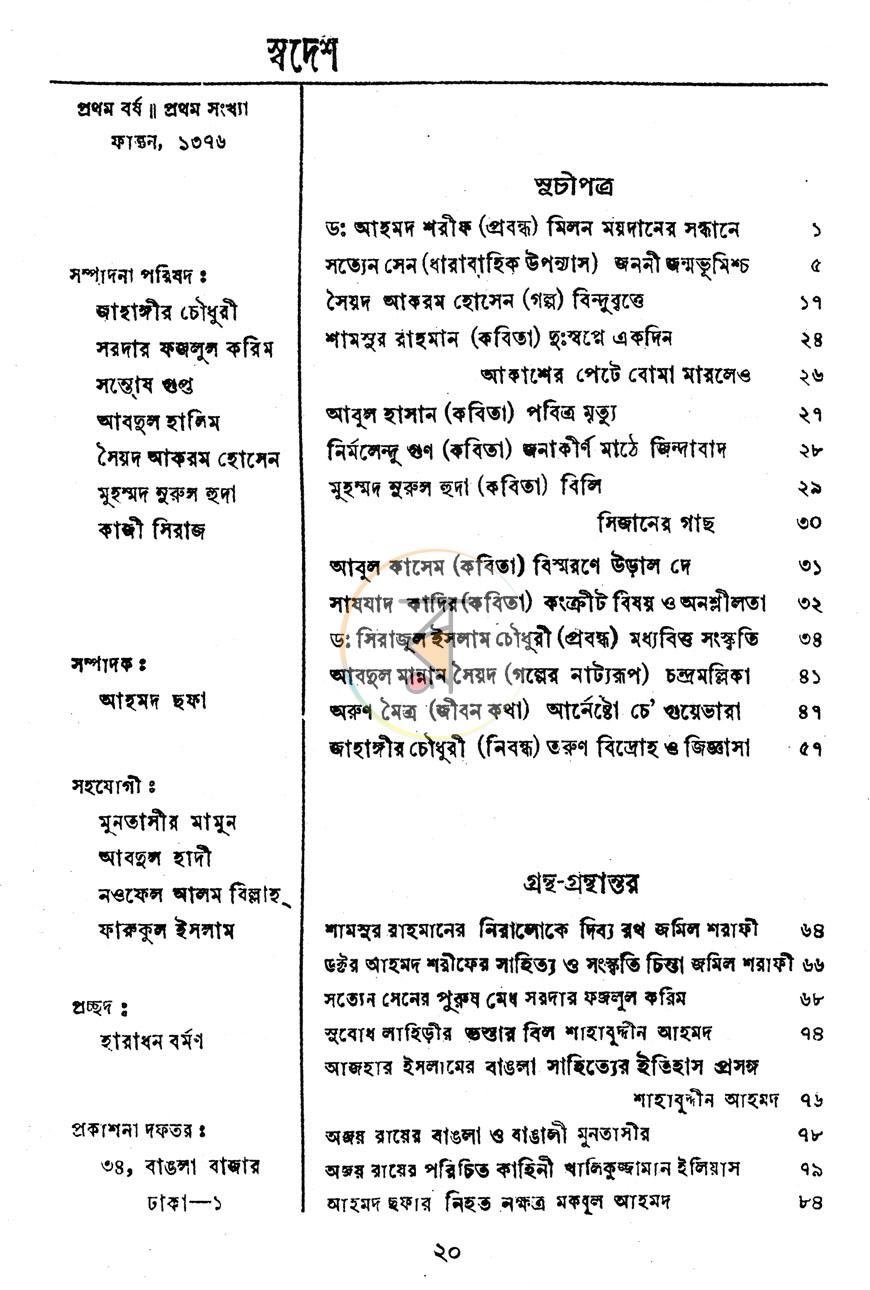 স্বদেশ
প্রথম বর্ষ ॥ প্রথম সংখ্যা
ফাল্গুন, ১৩৭৬
সম্পাদনা পরিষদ :
জাহাঙ্গীর চৌধুরী
সরদার ফজলুল করিম
সন্তোষ গুপ্ত
আবদুল হালিম
সৈয়দ আকরম হোসেন
মুহম্মদ নুরুল হুদা
কাজী সিরাজ
সম্পাদক :
আহমদ ছফা
সহযোগী :
মুনতাসীর মামুন
আবদুল হাদী
নওফেল আলম বিল্লাহ্
ফারুকুল ইসলাম
প্রচ্ছদ :
হারাধন বর্মণ
প্রকাশনা দফতর :
৩৪, বাঙলা বাজার
ঢাকা—১
সুচীপত্র
ড: আহমদ শরীফ (প্রবন্ধ) মিলন ময়দানের সন্ধানে ১
সত্যেন সেন (ধারাবাহিক উপন্যাস) জননী জন্মভূমিশ্চ ৫
সৈয়দ আকরম হোসেন (গল্প) বিন্দুবৃত্তে ১৭
শামসুর রাহমান (কবিতা) দুঃস্বপ্নে একদিন ২৪
আকাশের পেটে বোমা মারলেও ২৬
আবুল হাসান (কবিতা) পবিত্র মৃত্যু ২৭
নির্মলেন্দু গুণ (কবিতা) জনাকীর্ণ মাঠে জিন্দাবাদ ২৮
মুহম্মদ নুরুল হুদা (কবিতা) বিলি ২৯
সিজানের গাছ ৩০
আবুল কাসেম (কবিতা) বিস্মরণে উড়াল দে ৩১
সাযযাদ কাদির (কবিতা) কংক্রীট বিষয় ও অনশ্লীলতা ৩২
ড: সিরাজুল ইসলাম চৌধুরী (প্রবন্ধ) মধ্যবিত্ত সংস্কৃতি ৩৪
আবদুল মান্নান সৈয়দ (গল্পের নাট্যরূপ) চন্দ্রমল্লিকা ৪১
অরুণ মৈত্র (জীবন কথা) আর্নেষ্টো চে' গুয়েভারা ৪৭
জাহাঙ্গীর চৌধুরী (নিবন্ধ) তরুণ বিদ্রোহ ও জিজ্ঞাসা ৫৭
গ্রন্থ-গ্রন্থান্তর
শামসুর রাহমানের নিরালোকে দিব্য রথ জমিল শরাফী ৬৪
ডক্টর আহমদ শরীফের সাহিত্য ও সংস্কৃতি চিন্তা জমিল শরাফী ৬৬
সত্যেন সেনের পুরুষ মেধ সরদার ফজলুল করিম ৬৮
সুবোধ লাহিড়ীর ভস্তার বিল শাহাবুদ্দীন আহমদ ৭৪
আজহার ইসলামের বাঙলা সাহিত্যের ইতিহাস প্রসঙ্গ
শাহাবুদ্দীন আহমদ ৭৬
অজয় রায়ের বাঙলা ও বাঙালী মুনতাসীর ৭৮
অজয় রায়ের পরিচিত কাহিনী খালিকুজ্জামান ইলিয়াস ৭৯
আহমদ ছফার নিহত নক্ষত্র মকবুল আহমদ ৮৪
২০